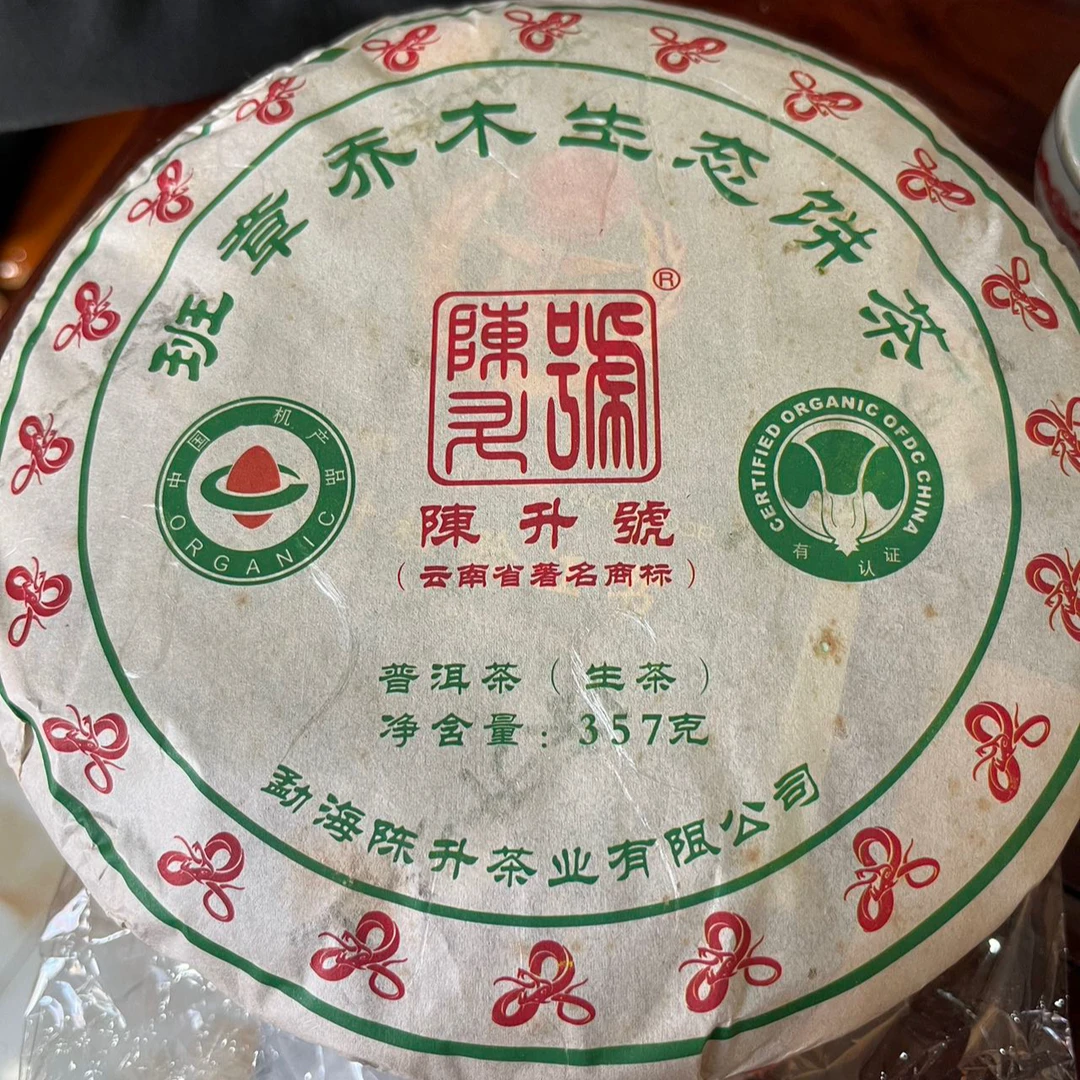 班章乔木生态饼茶
陳升號
®
陳升號
（云南省著名商标）
中国 机产品
ORGANIC
CERTIFIED ORGANIC OFDC CHINA
有 认证
普洱茶（生茶）
净含量：357克
勐海陈升茶业有限公司